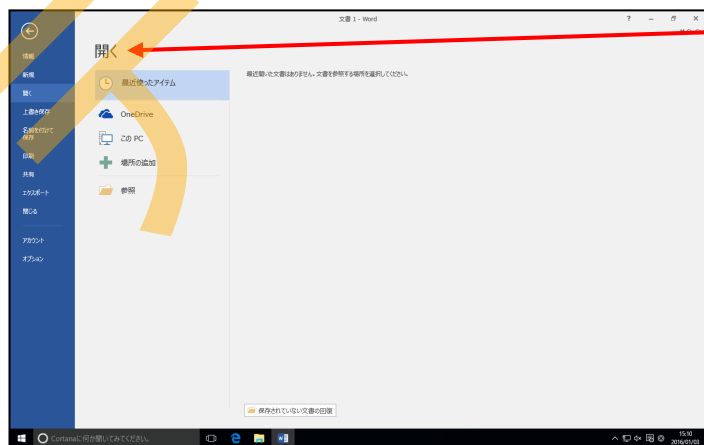 文書 1 - Word
?
開く
情報
新規
開く
上書き保存
名前を付けて
保存
印刷
共有
エクスポート
閉じる
アカウント
オプション
最近使ったアイテム
OneDrive
この PC
場所の追加
参照
最近開いた文書はありません。文書を参照する場所を選択してください。
保存されていない文書の回復
Cortanaに何か聞いてみてください。
15:10
2016/01/03